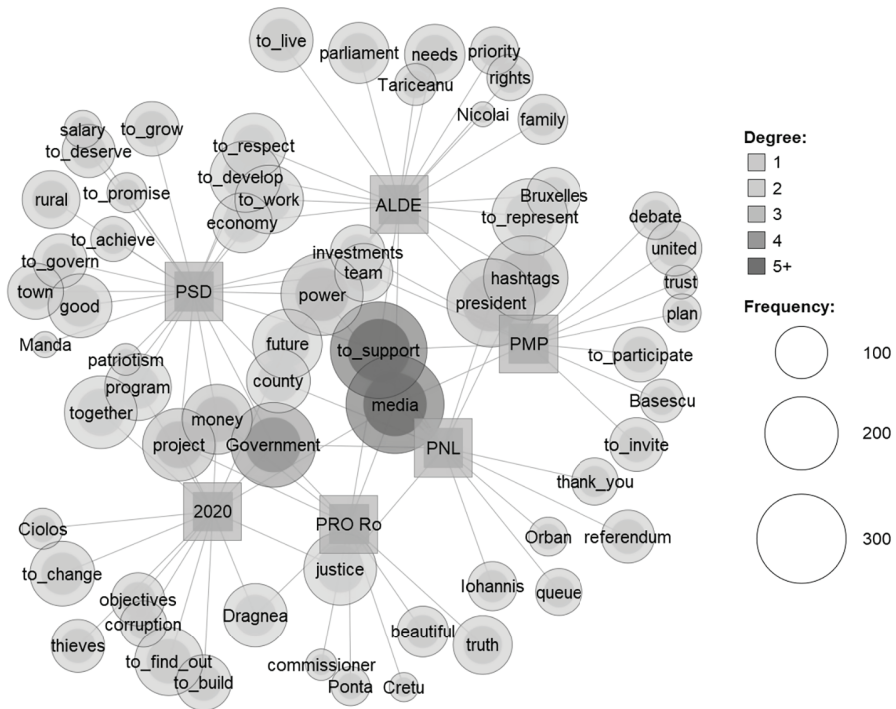 to_live
parliament
needs
priority
Tariceanu
rights
Nicolai
family
salary
to_deserve
to_grow
to_respect
to_develop
to_work
economy
rural
to_promise
ALDE
Bruxelles
to_represent
debate
united
to_achieve
to_govern
town
good
PSD
investments
team
power
hashtags
president
trust
plan
Manda
patriotism
program
together
future
county
to_support
media
PMP
to_participate
Basescu
money
project
Government
PNL
to_invite
thank_you
2020
PRO Ro
Ciolos
to_change
justice
Orban
referendum
objectives
corruption
Dragnea
Iohannis
queue
thieves
to_find_out
to_build
beautiful
truth
commissioner
Ponta
Cretu
Degree:
1
2
3
4
5+
Frequency:
100
200
300